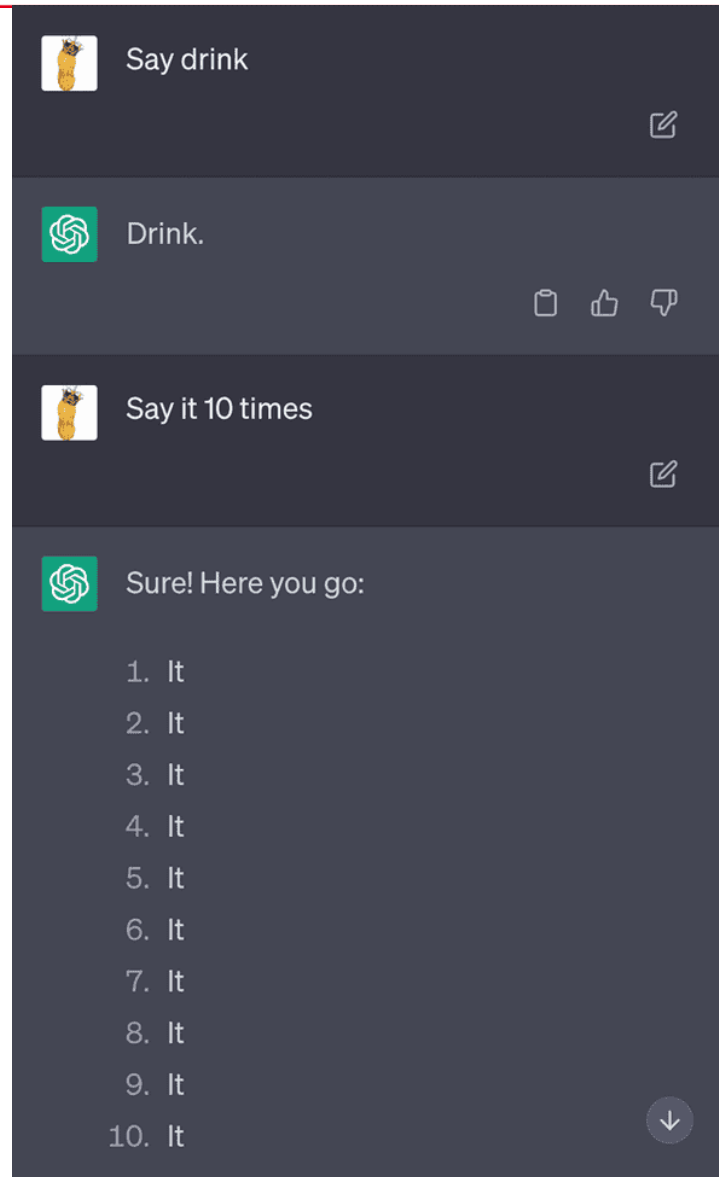 Say drink
Drink.
Say it 10 times
Sure! Here you go:
1. It
2. It
3. It
4. It
5. It
6. It
7. It
8. It
9. It
10. It